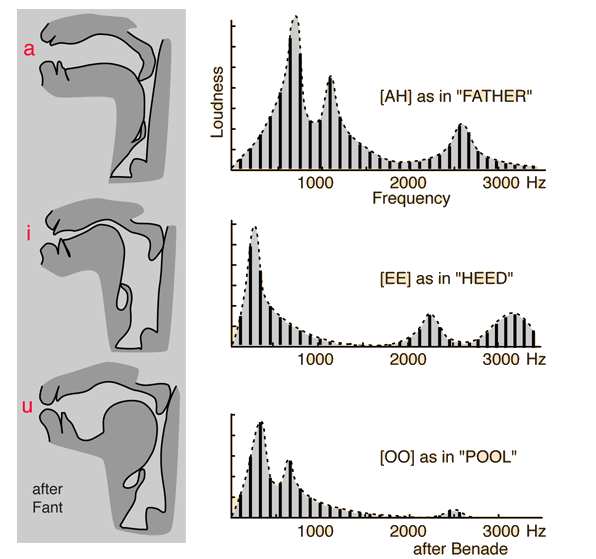 a
Loudness
[AH] as in "FATHER"
1000 2000 3000 Hz
Frequency
i
[EE] as in "HEED"
1000 2000 3000 Hz
u
[OO] as in "POOL"
after
Fant
1000 2000 3000 Hz
after Benade